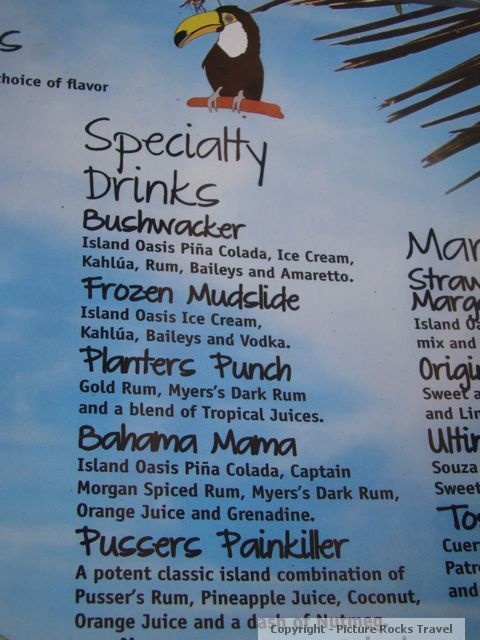 s
choice of flavor
Specialty
Drinks
Bushwacker
Island Oasis Piña Colada, Ice Cream,
Kahlúa, Rum, Baileys and Amaretto.
Frozen Mudslide
Island Oasis Ice Cream,
Kahlúa, Baileys and Vodka.
Planters Punch
Gold Rum, Myers's Dark Rum
and a blend of Tropical Juices.
Bahama Mama
Island Oasis Piña Colada, Captain
Morgan Spiced Rum, Myers's Dark Rum,
Orange Juice and Grenadine.
Pussers Painkiller
A potent classic island combination of
Pusser's Rum, Pineapple Juice, Coconut,
Orange Juice and a dash of Nutmeg.
Mar
Straw
Marg
Island Oa
mix and
Origi
Sweet a
and Lim
Ulti
Souza
Sweet
To
Cuer
Patr
and
Copyright - Picture Rocks Travel